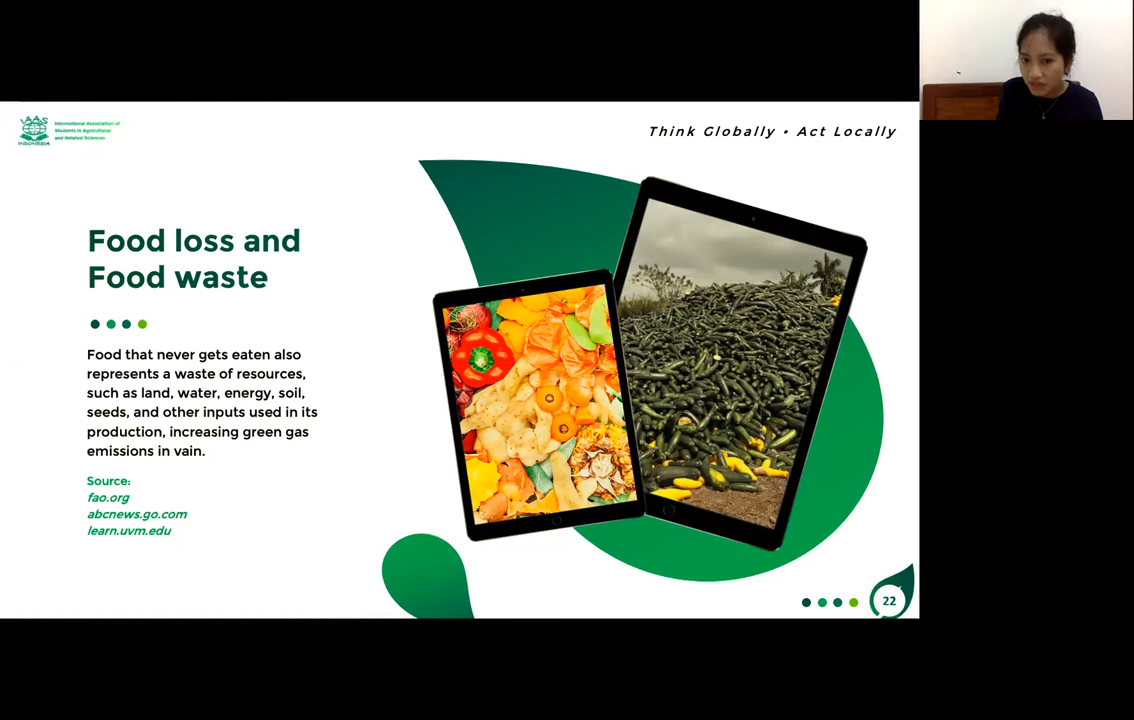 IAAS
INDONESIA
International Association of
Students in Agricultural
and Related Sciences
Think Globally • Act Locally
Food loss and
Food waste
Food that never gets eaten also
represents a waste of resources,
such as land, water, energy, soil,
seeds, and other inputs used in its
production, increasing green gas
emissions in vain.
Source:
fao.org
abcnews.go.com
learn.uvm.edu
22